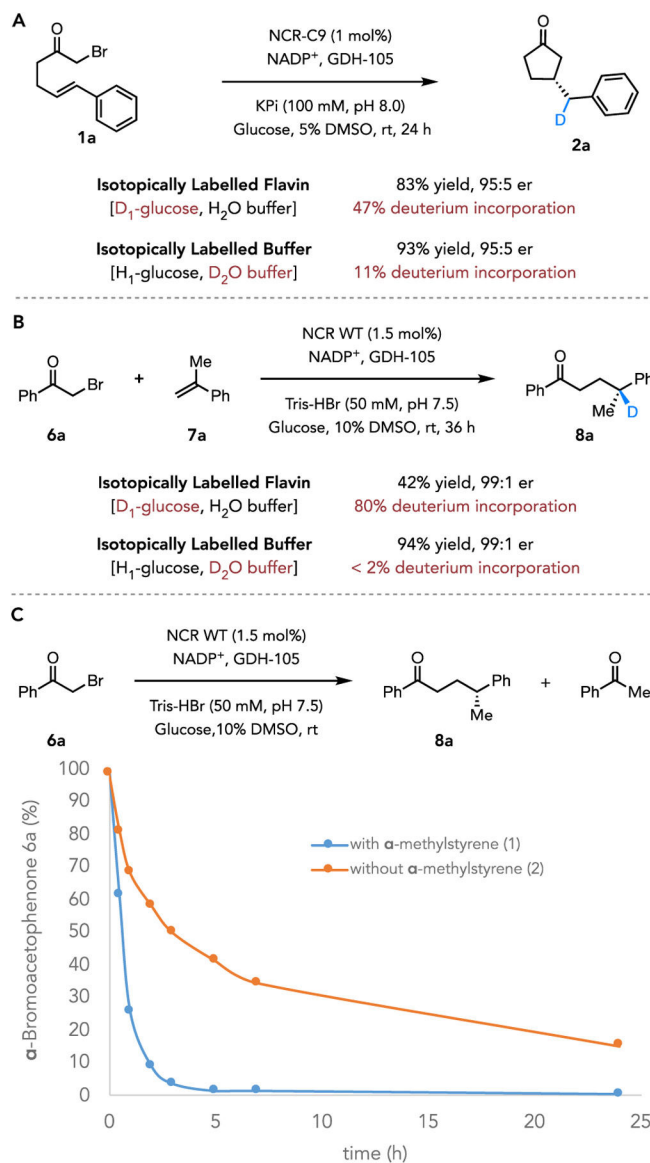 A
O
Br
1a
NCR-C9 (1 mol%)
NADP⁺, GDH-105
KPi (100 mM, pH 8.0)
Glucose, 5% DMSO, rt, 24 h
O
D
2a
Isotopically Labelled Flavin
[D₁-glucose, H₂O buffer]
83% yield, 95:5 er
47% deuterium incorporation
Isotopically Labelled Buffer
[H₁-glucose, D₂O buffer]
93% yield, 95:5 er
11% deuterium incorporation
B
O
Ph
Br
6a
+
Me
Ph
7a
NCR WT (1.5 mol%)
NADP⁺, GDH-105
Tris-HBr (50 mM, pH 7.5)
Glucose, 10% DMSO, rt, 36 h
O
Ph
Ph
Me
D
8a
Isotopically Labelled Flavin
[D₁-glucose, H₂O buffer]
42% yield, 99:1 er
80% deuterium incorporation
Isotopically Labelled Buffer
[H₁-glucose, D₂O buffer]
94% yield, 99:1 er
< 2% deuterium incorporation
C
O
Ph
Br
6a
NCR WT (1.5 mol%)
NADP⁺, GDH-105
Tris-HBr (50 mM, pH 7.5)
Glucose,10% DMSO, rt
O
Ph
Ph
Me
8a
+
O
Ph
Me
α-Bromoacetophenone 6a (%)
100
90
80
70
60
50
40
30
20
10
0
with α-methylstyrene (1)
without α-methylstyrene (2)
0
5
10
15
20
25
time (h)